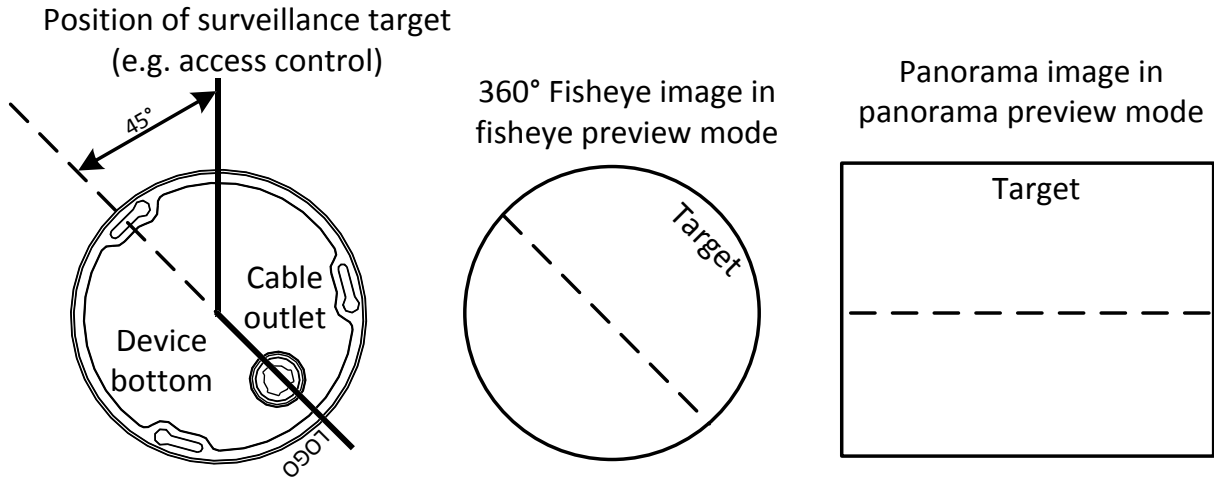 Position of surveillance target
(e.g. access control)
45°
Cable
outlet
Device
bottom
LOGO
360° Fisheye image in
fisheye preview mode
Target
Panorama image in
panorama preview mode
Target